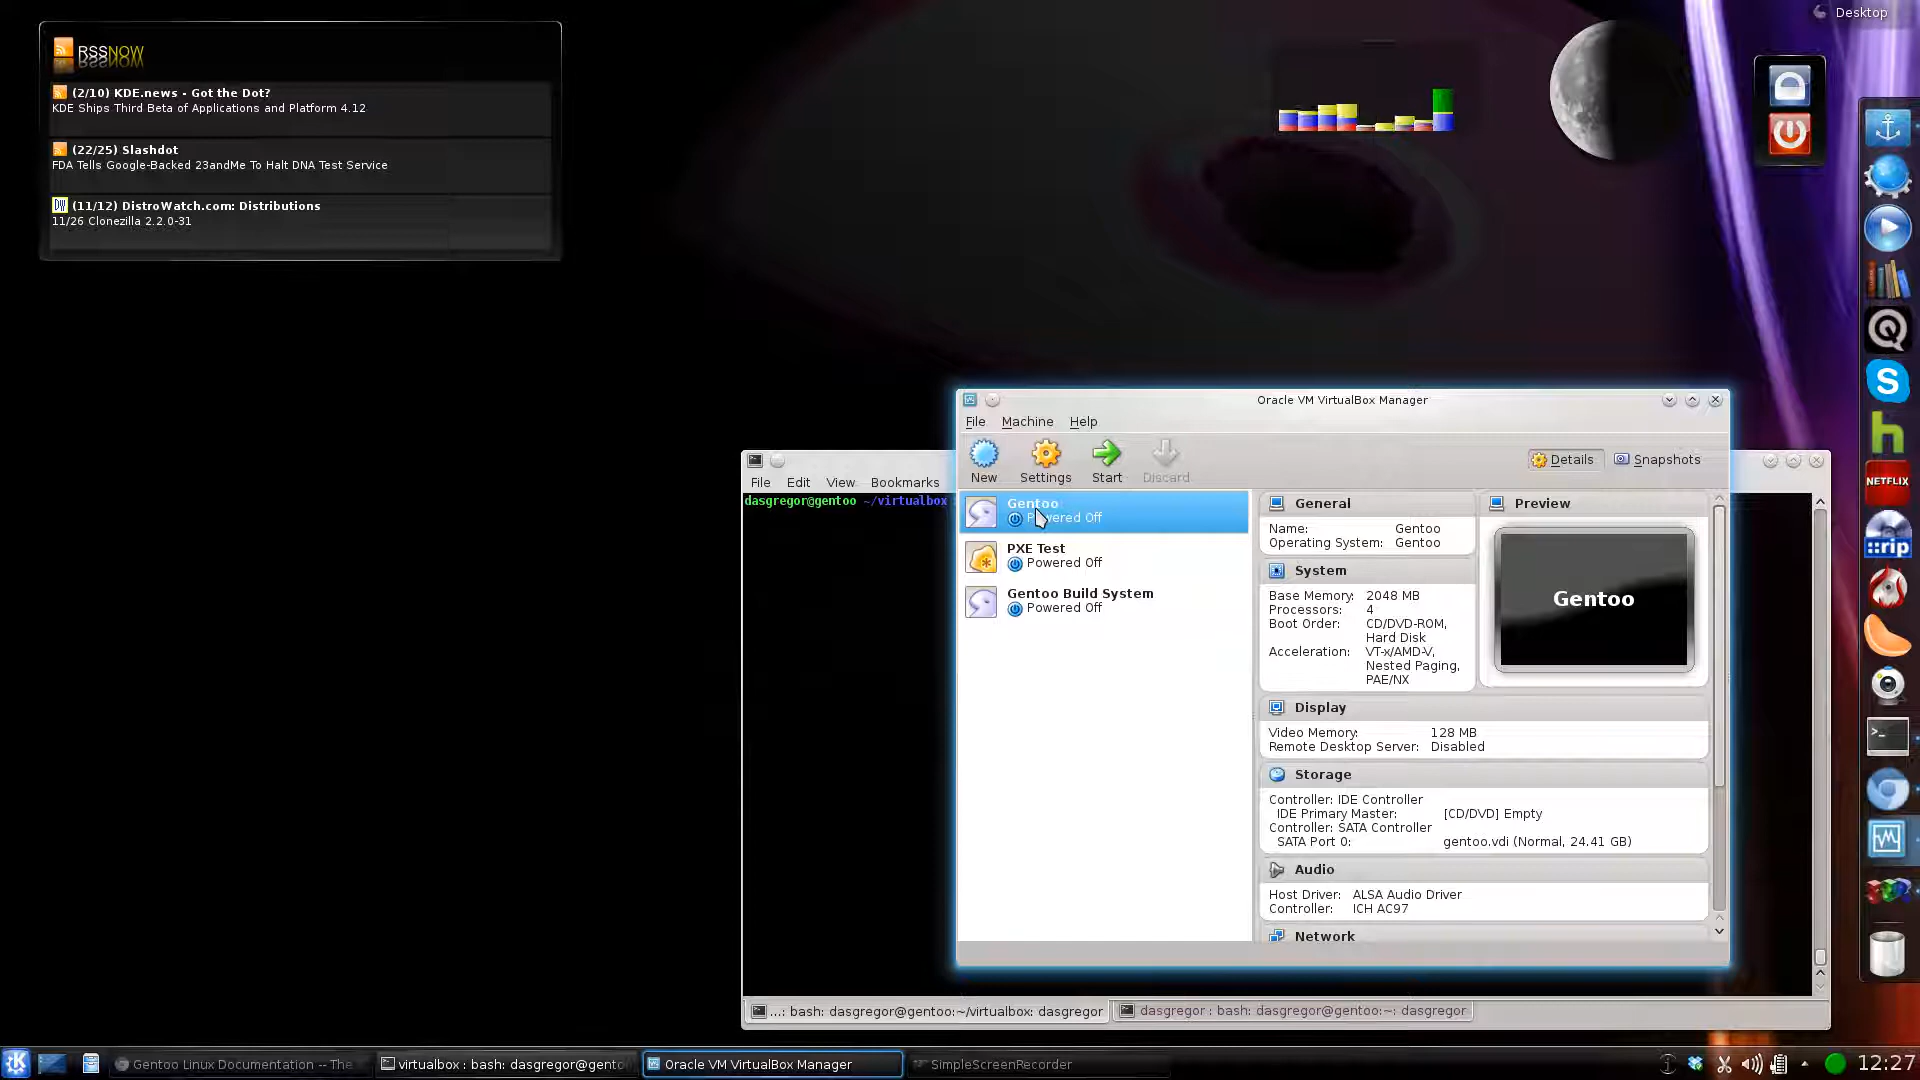 Desktop
RSSNOW
(2/10) KDE.news - Got the Dot?
KDE Ships Third Beta of Applications and Platform 4.12
(22/25) Slashdot
FDA Tells Google-Backed 23andMe To Halt DNA Test Service
(11/12) DistroWatch.com: Distributions
11/26 Clonezilla 2.2.0-31
Oracle VM VirtualBox Manager
File Machine Help
New Settings Start Discard
Details Snapshots
File Edit View Bookmarks
dasgregor@gentoo ~/virtualbox
Gentoo
Powered Off
PXE Test
Powered Off
Gentoo Build System
Powered Off
General
Name: Gentoo
Operating System: Gentoo
System
Base Memory: 2048 MB
Processors: 4
Boot Order: CD/DVD-ROM,
Hard Disk
Acceleration: VT-x/AMD-V,
Nested Paging,
PAE/NX
Preview
Gentoo
Display
Video Memory: 128 MB
Remote Desktop Server: Disabled
Storage
Controller: IDE Controller
IDE Primary Master: [CD/DVD] Empty
Controller: SATA Controller
SATA Port 0: gentoo.vdi (Normal, 24.41 GB)
Audio
Host Driver: ALSA Audio Driver
Controller: ICH AC97
Network
NETFLIX
::rip
...: bash: dasgregor@gentoo:~/virtualbox: dasgregor
dasgregor : bash: dasgregor@gentoo:~: dasgregor
Gentoo Linux Documentation -- The
virtualbox : bash: dasgregor@gento
Oracle VM VirtualBox Manager
SimpleScreenRecorder
12:27